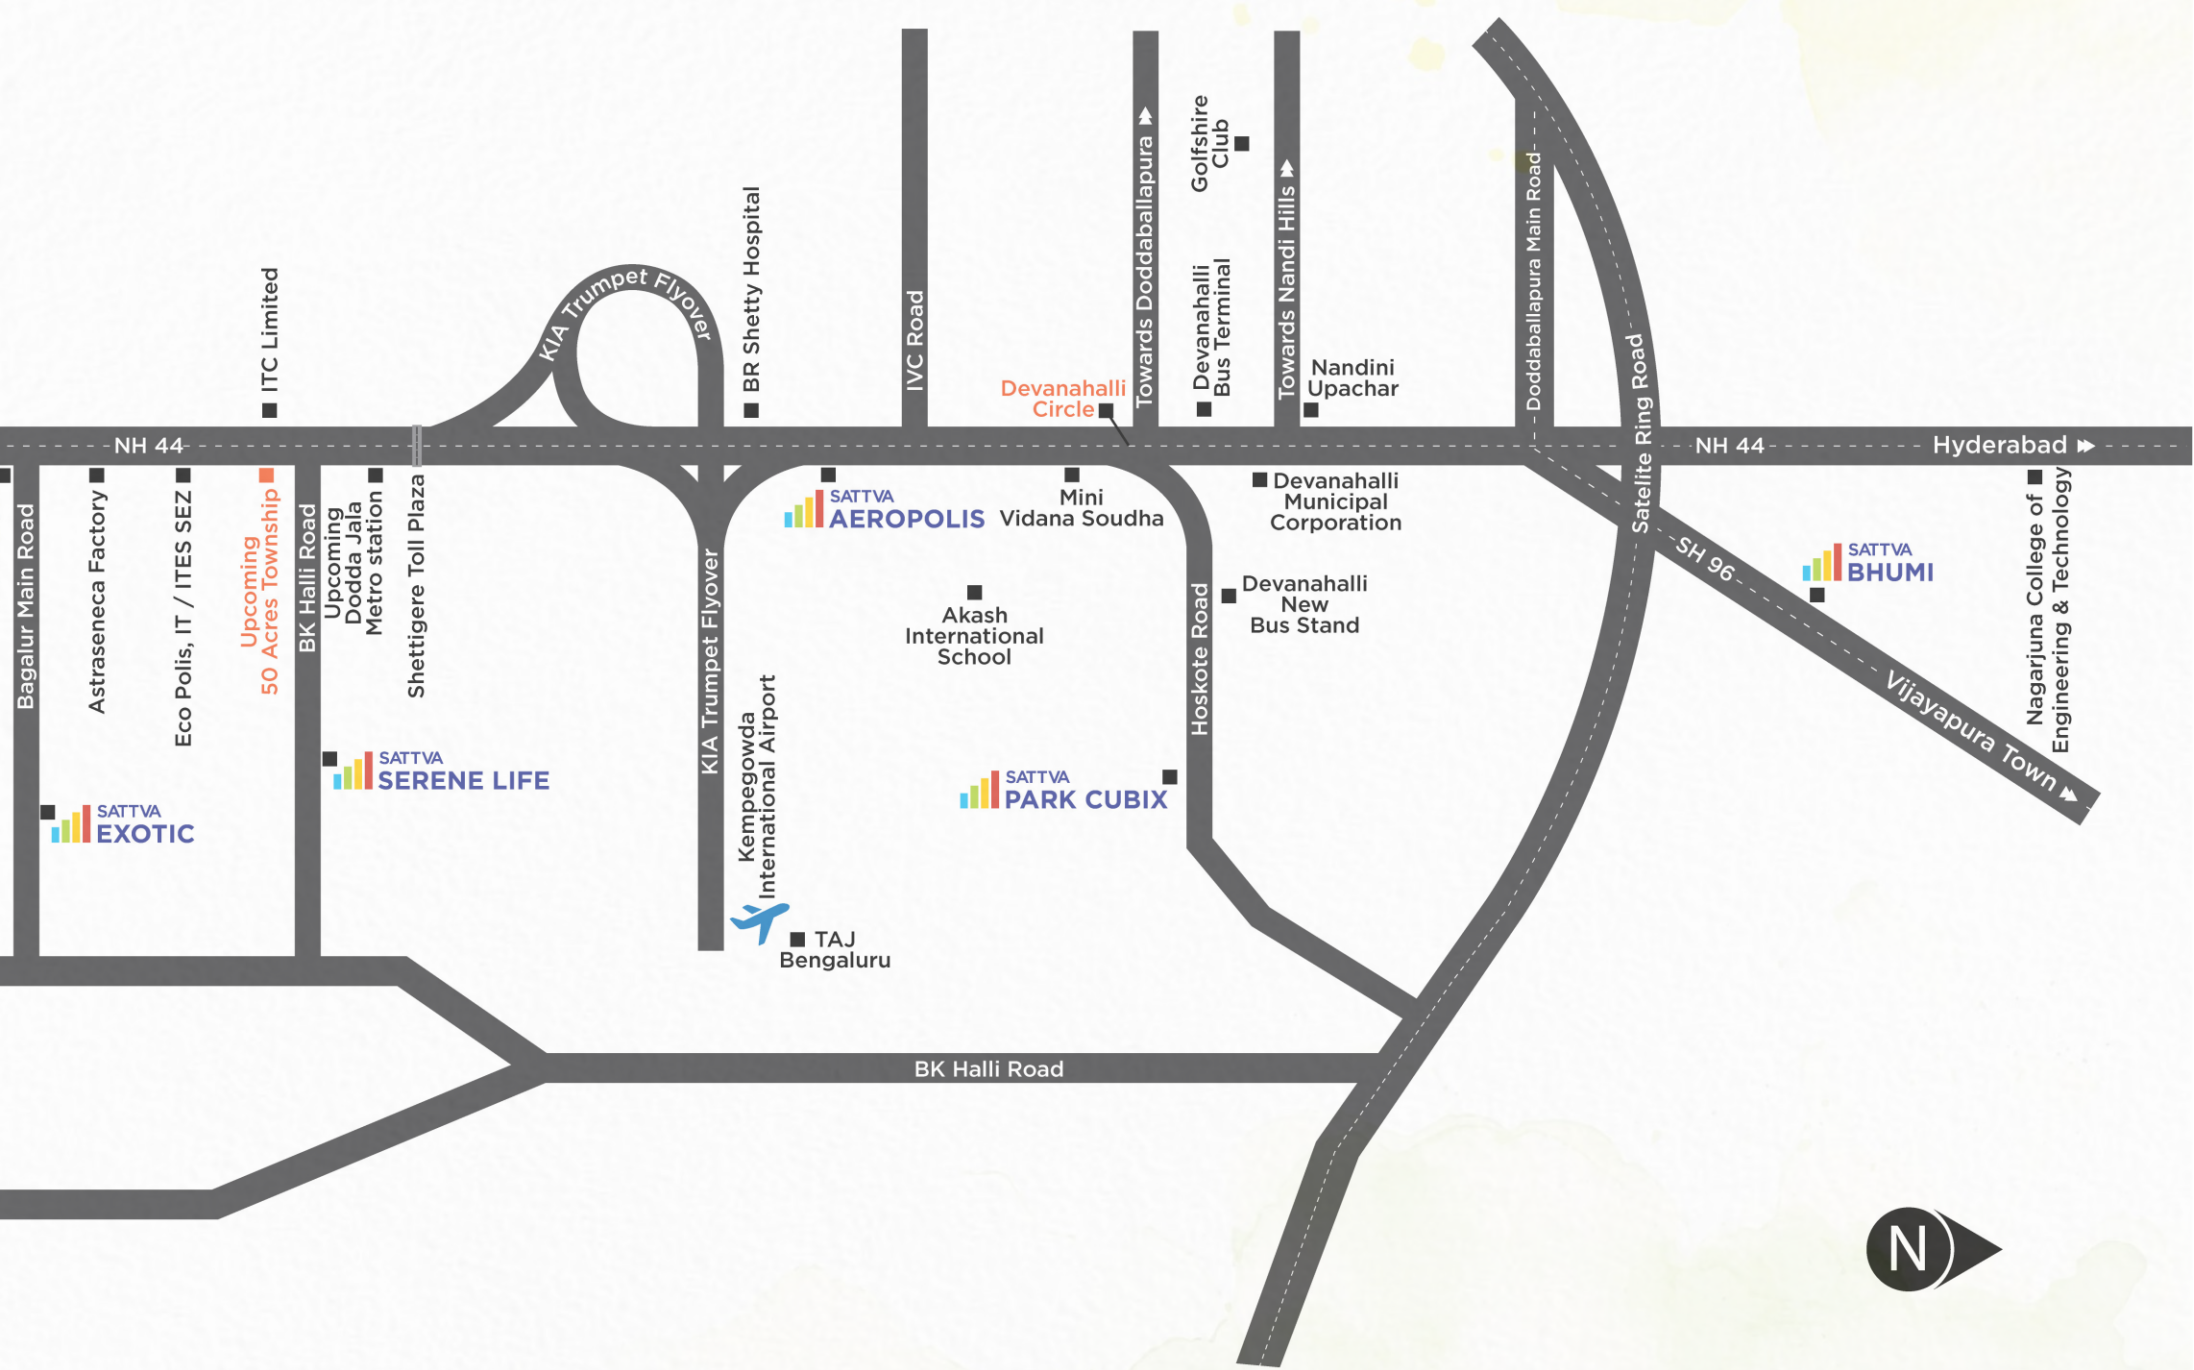 Golfshire
Club
Towards Doddaballapura
Towards Nandi Hills
Doddaballapura Main Road
BR Shetty Hospital
ITC Limited
KIA Trumpet Flyover
IVC Road
Devanahalli
Bus Terminal
Devanahalli
Circle
Nandini
Upachar
Satelite Ring Road
NH 44
NH 44
Hyderabad
Bagalur Main Road
Astraseneca Factory
Eco Polis, IT / ITES SEZ
Upcoming
50 Acres Township
BK Halli Road
Upcoming
Dodda Jala
Metro station
Shettigere Toll Plaza
KIA Trumpet Flyover
SATTVA
AEROPOLIS
Mini
Vidana Soudha
Devanahalli
Municipal
Corporation
SH 96
SATTVA
BHUMI
Nagarjuna College of
Engineering & Technology
Akash
International
School
Hoskote Road
Devanahalli
New
Bus Stand
Vijayapura Town
Kempegowda
International Airport
SATTVA
SERENE LIFE
SATTVA
PARK CUBIX
SATTVA
EXOTIC
TAJ
Bengaluru
BK Halli Road
N